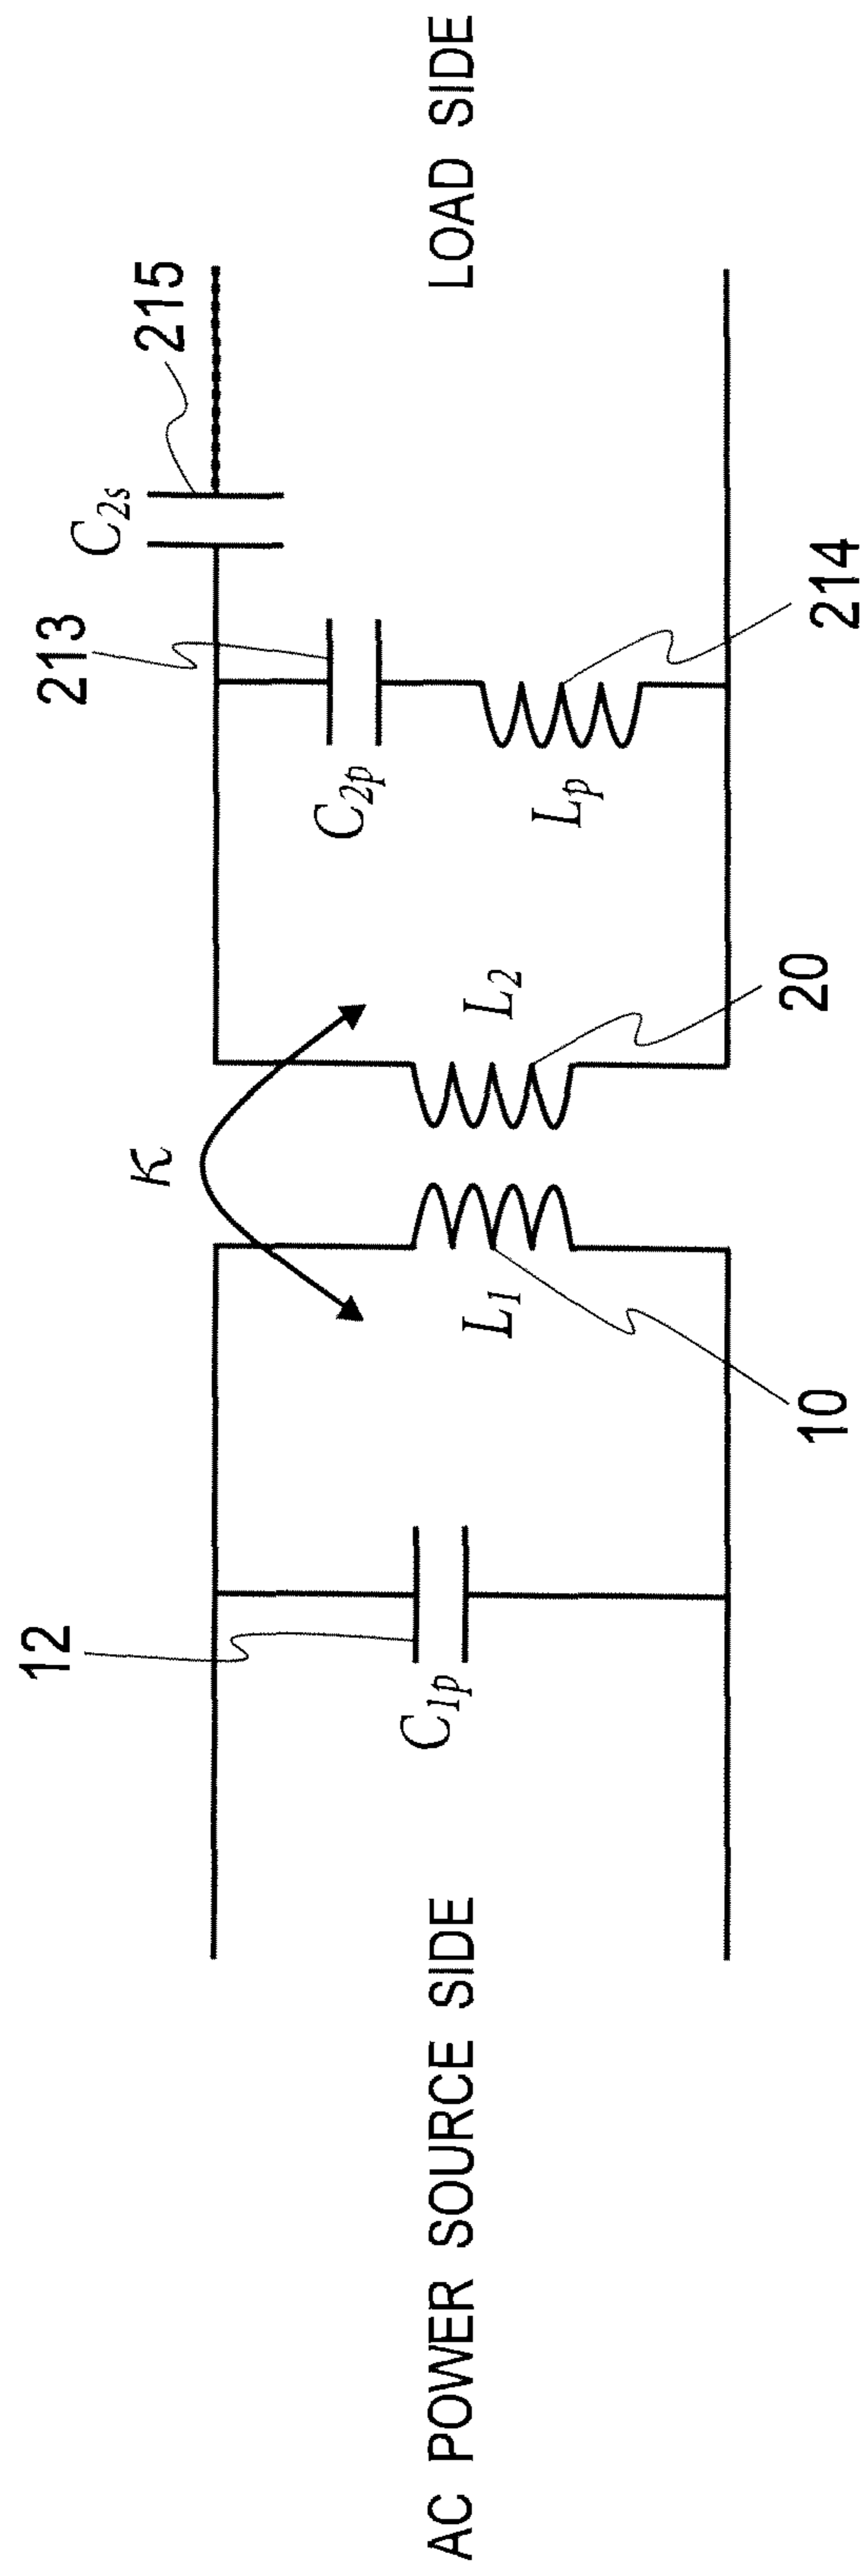 AC POWER SOURCE SIDE
12
C1p
10
L1
κ
L2
20
213
C2p
Lp
214
C2s
215
LOAD SIDE